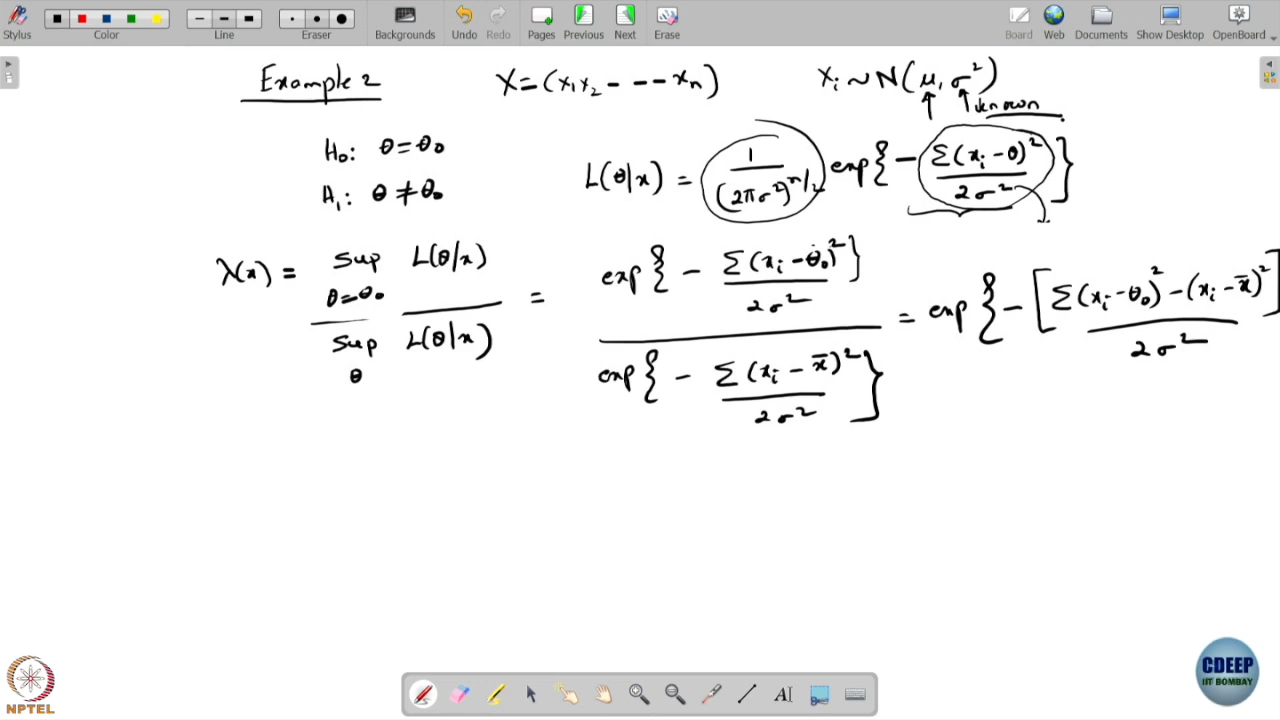 Stylus Color Line Eraser Backgrounds Undo Redo Pages Previous Next Erase Board Web Documents Show Desktop OpenBoard
Example 2 X = (x₁ x₂ - - - - xₙ) xᵢ ~ N(μ, σ²)
known
H₀: θ = θ₀
A₁: θ ≠ θ₀
L(θ|x) = 1/(2πσ²)^(n/2) exp{ - Σ(xᵢ - θ)²/2σ² }
λ(x) = sup θ=θ₀ L(θ|x) / sup θ L(θ|x) = exp{ - Σ(xᵢ - θ₀)²/2σ² } / exp{ - Σ(xᵢ - x̄)²/2σ² } = exp{ - [ Σ(xᵢ - θ₀)² - (xᵢ - x̄)² / 2σ² ]
NPTEL
CDEEP
IIT BOMBAY